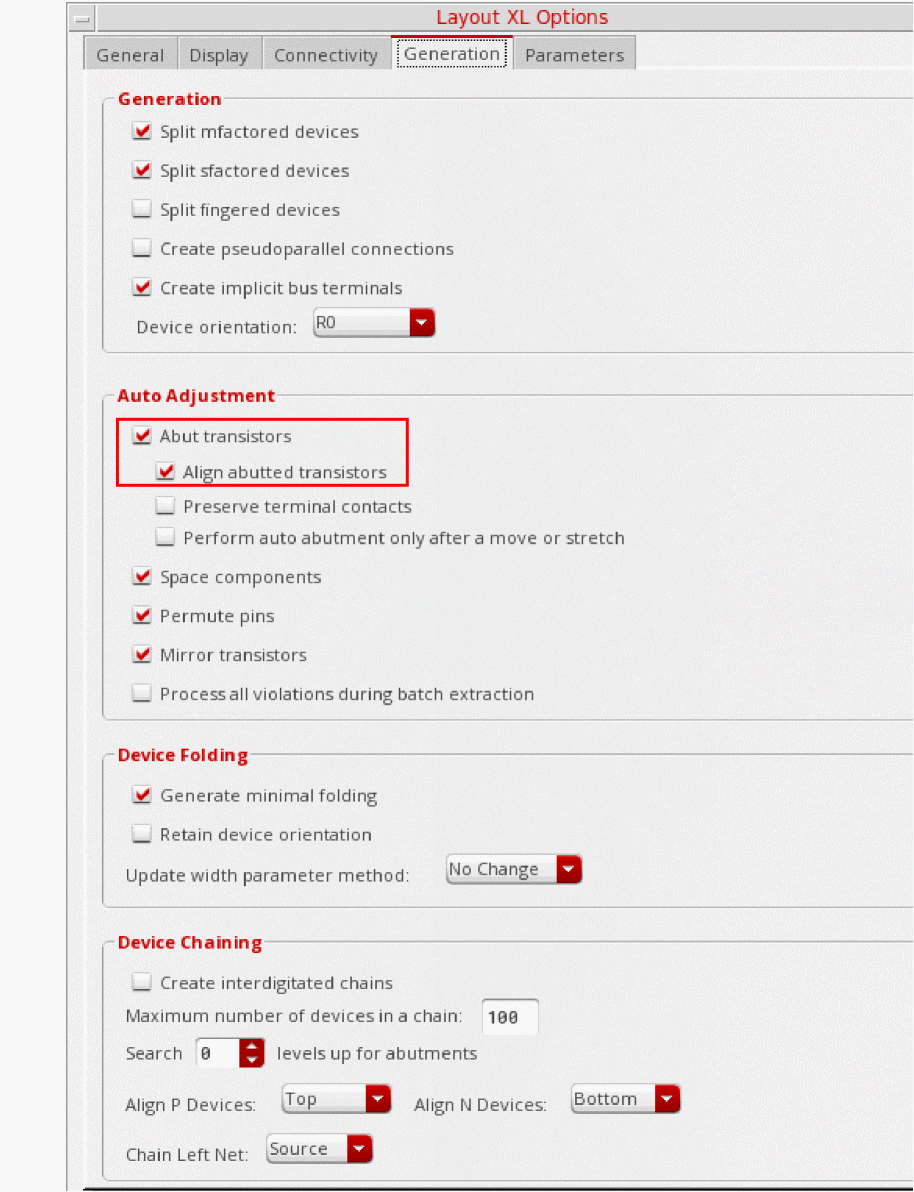 Layout XL Options
General Display Connectivity Generation Parameters
Generation
Split mfactored devices
Split sfactored devices
Split fingered devices
Create pseudoparallel connections
Create implicit bus terminals
Device orientation: R0
Auto Adjustment
Abut transistors
Align abutted transistors
Preserve terminal contacts
Perform auto abutment only after a move or stretch
Space components
Permute pins
Mirror transistors
Process all violations during batch extraction
Device Folding
Generate minimal folding
Retain device orientation
Update width parameter method: No Change
Device Chaining
Create interdigitated chains
Maximum number of devices in a chain: 100
Search 0 levels up for abutments
Align P Devices: Top Align N Devices: Bottom
Chain Left Net: Source